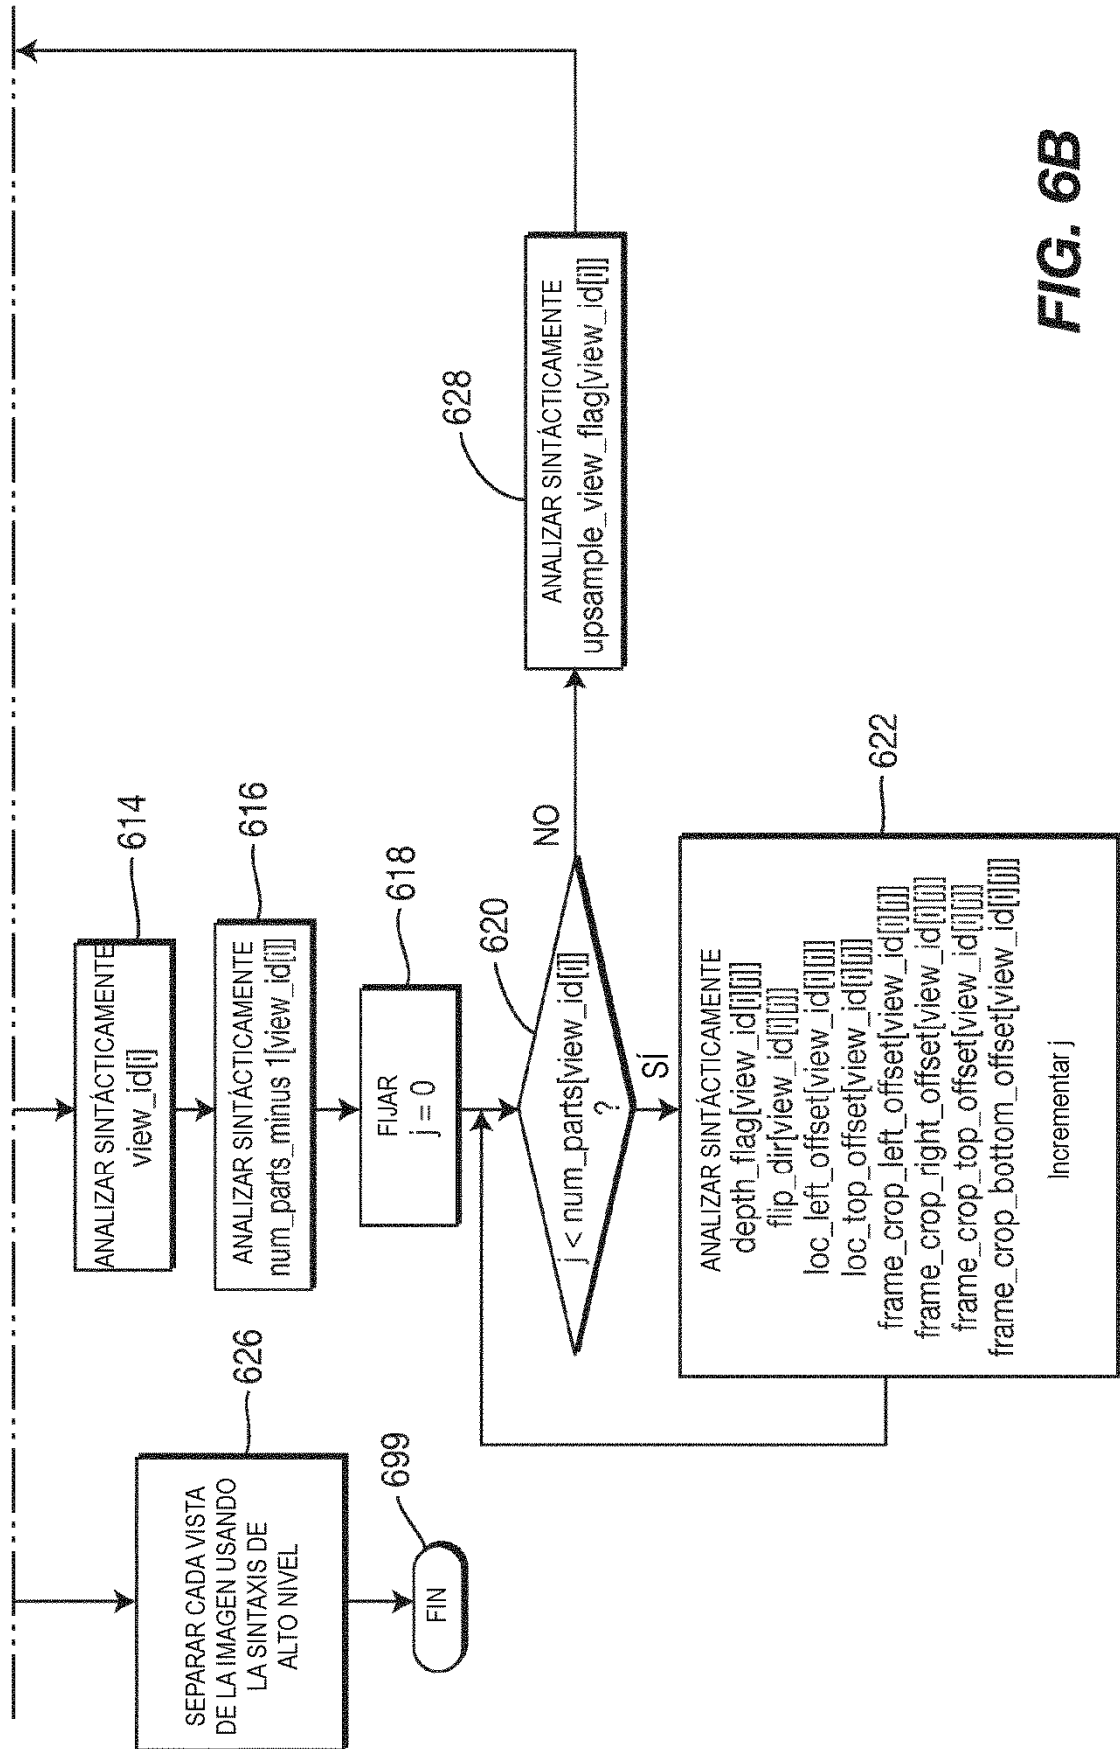 SEPARAR CADA VISTA
DE LA IMAGEN USANDO
LA SINTAXIS DE
ALTO NIVEL
626
FIN
699
ANALIZAR SINTÁCTICAMENTE
view_id[i]
614
ANALIZAR SINTÁCTICAMENTE
num_parts_minus 1[view_id[i]]
616
FIJAR
j = 0
618
j < num_parts[view_id[i]]
?
620
NO
SÍ
ANALIZAR SINTÁCTICAMENTE
depth_flag[view_id[i][j]]
flip_dir[view_id[i][j]]
loc_left_offset[view_id[i][j]]
loc_top_offset[view_id[i][j]]
frame_crop_left_offset[view_id[i][j]]
frame_crop_right_offset[view_id[i][j]]
frame_crop_top_offset[view_id[i][j]]
frame_crop_bottom_offset[view_id[i][j]]
Incrementar j
622
ANALIZAR SINTÁCTICAMENTE
upsample_view_flag[view_id[i]]
628
FIG. 6B